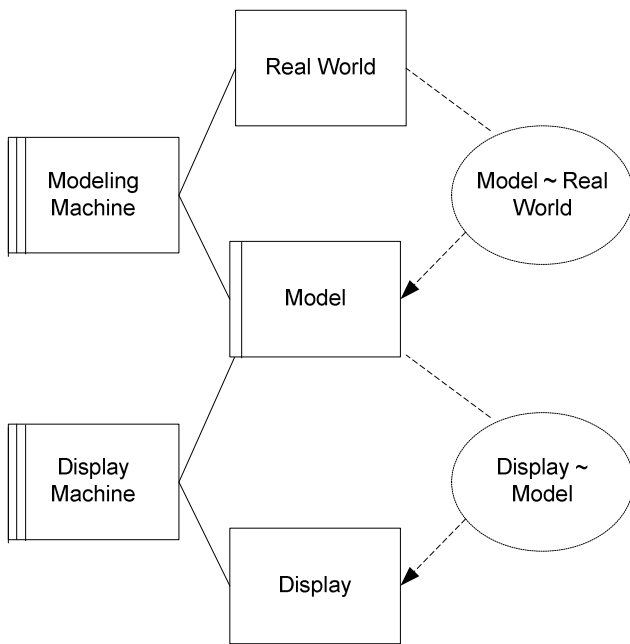 Real World
Modeling
Machine
Model ~ Real
World
Model
Display
Machine
Display ~
Model
Display